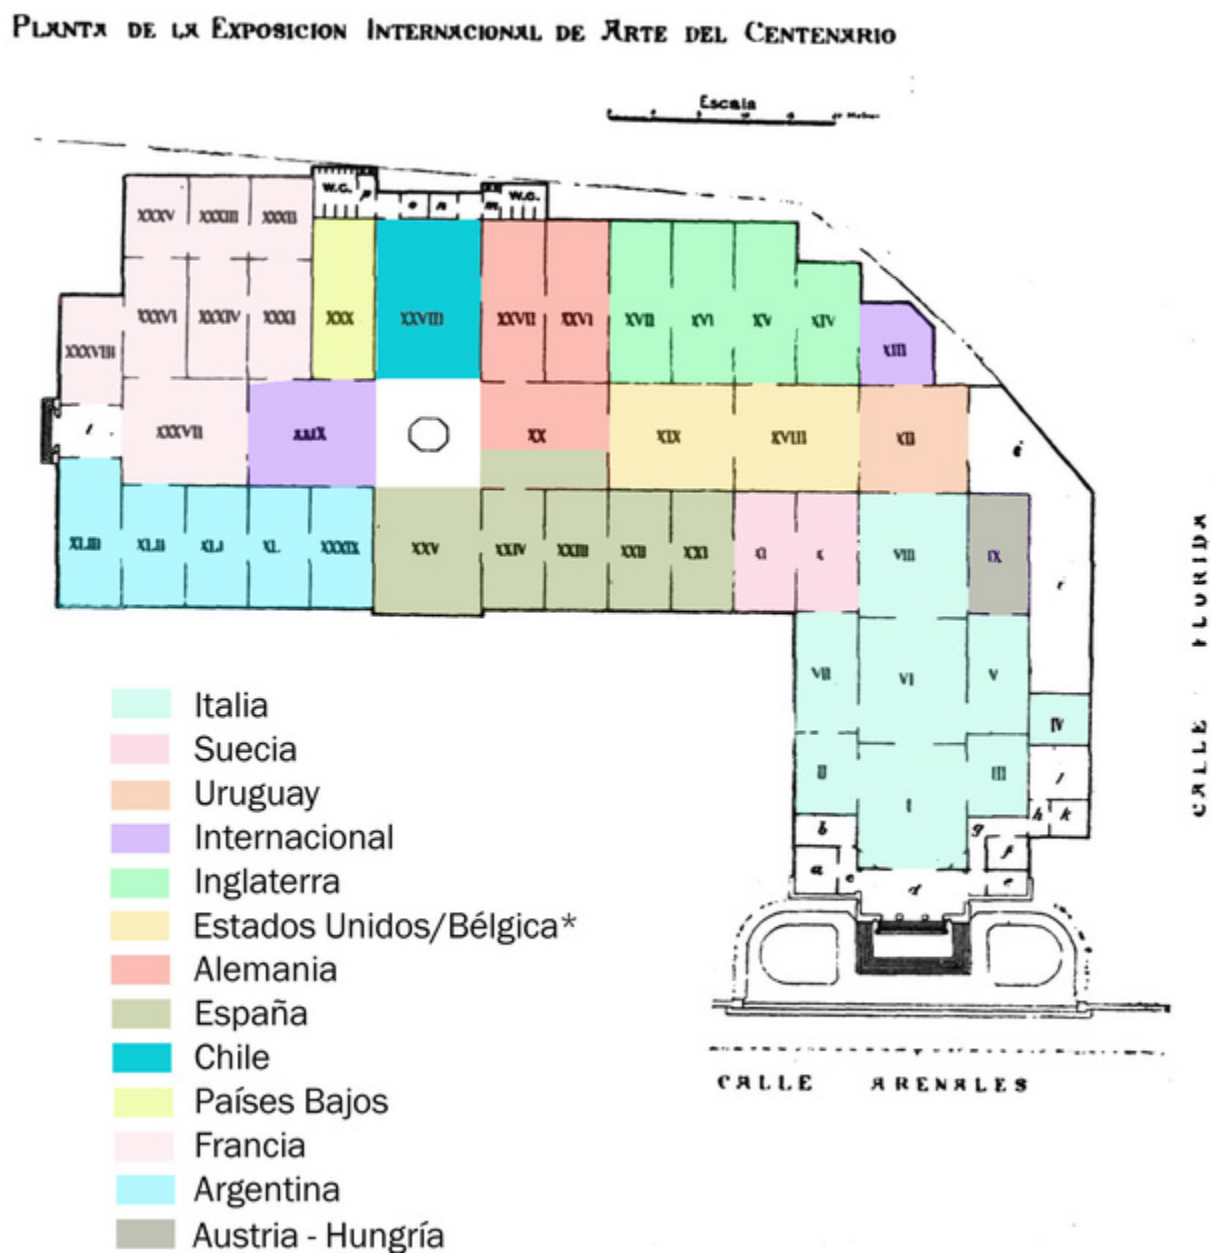 PLANTA DE LA EXPOSICION INTERNACIONAL DE ARTE DEL CENTENARIO
Escala
W.C. p o n m W.C.
XXXV XXXIII XXXII
XXXVI XXXIV XXXI XXX XXVIII XXVII XXVI XVII XVI XV XIV
XXXVIII XIII
l XXXVII XXIX XX XIX XVIII XII i
XLIII XLII XLI XL XXXIX XXV XXIV XXIII XXII XXI XI X VIII IX
VII VI V
IV
II I III
b g h k
a c d f e
CALLE FLORIDA
CALLE ARENALES
Italia
Suecia
Uruguay
Internacional
Inglaterra
Estados Unidos/Bélgica*
Alemania
España
Chile
Países Bajos
Francia
Argentina
Austria - Hungría